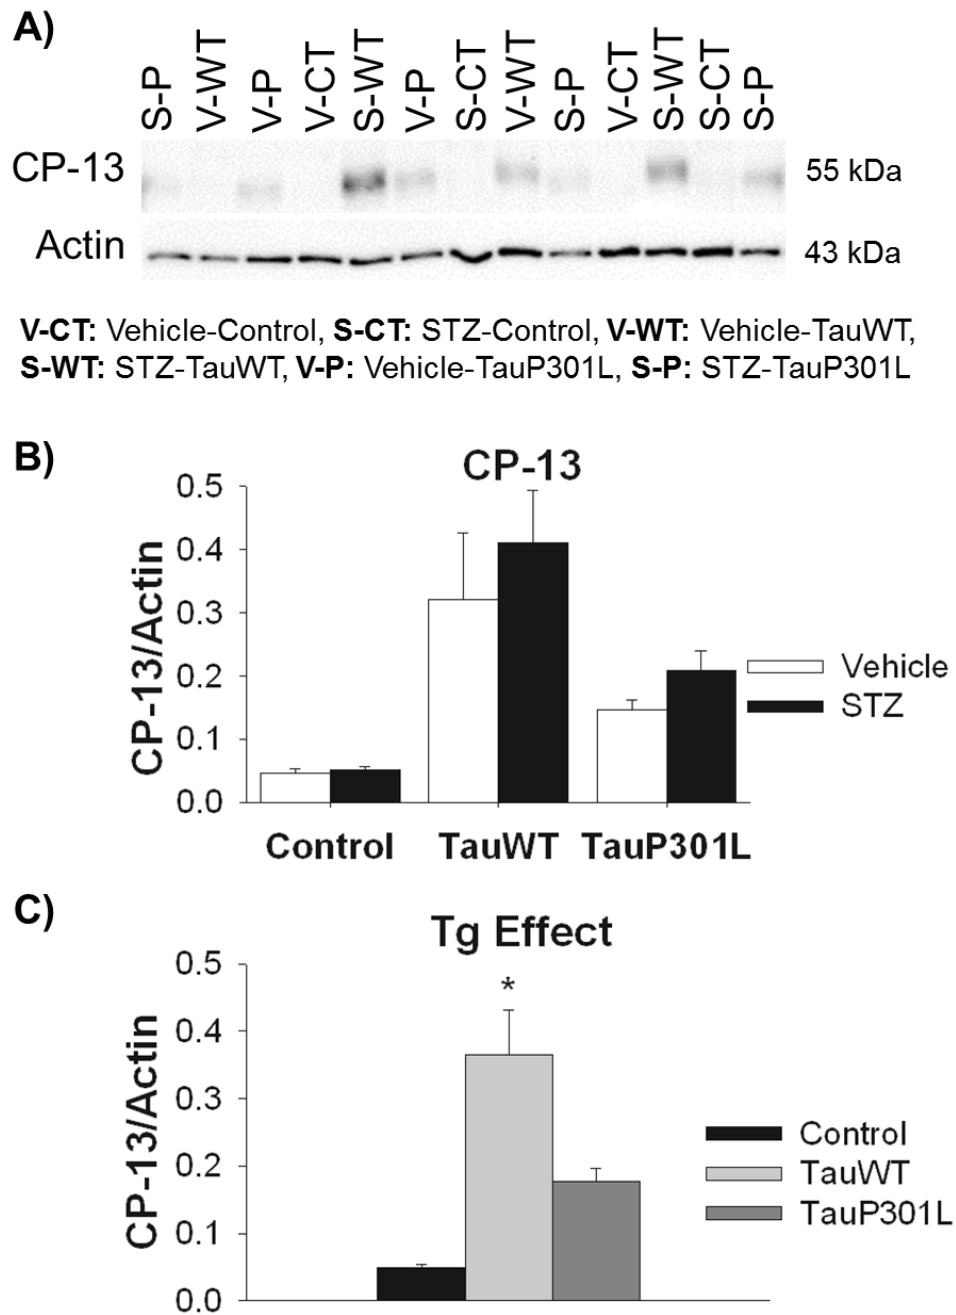 A)
S-P V-WT V-P V-CT S-WT V-P S-CT V-WT S-P V-CT S-WT S-CT S-P
CP-13 55 kDa
Actin 43 kDa
V-CT: Vehicle-Control, S-CT: STZ-Control, V-WT: Vehicle-TauWT,
S-WT: STZ-TauWT, V-P: Vehicle-TauP301L, S-P: STZ-TauP301L
B)
CP-13
CP-13/Actin
0.5
0.4
0.3
0.2
0.1
0.0
Vehicle
STZ
Control TauWT TauP301L
C)
Tg Effect
CP-13/Actin
0.5
0.4
0.3
0.2
0.1
0.0
*
Control
TauWT
TauP301L